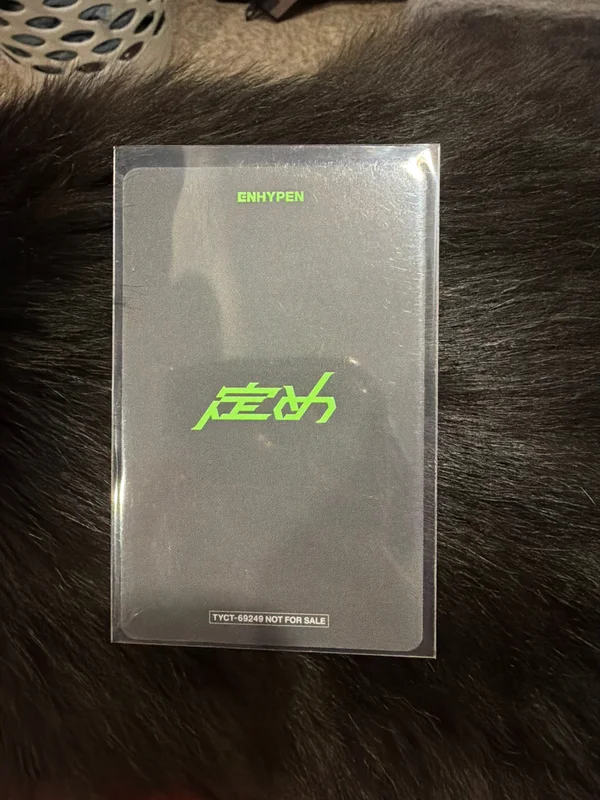 ENHYPEN
定め
TYCT-69249 NOT FOR SALE